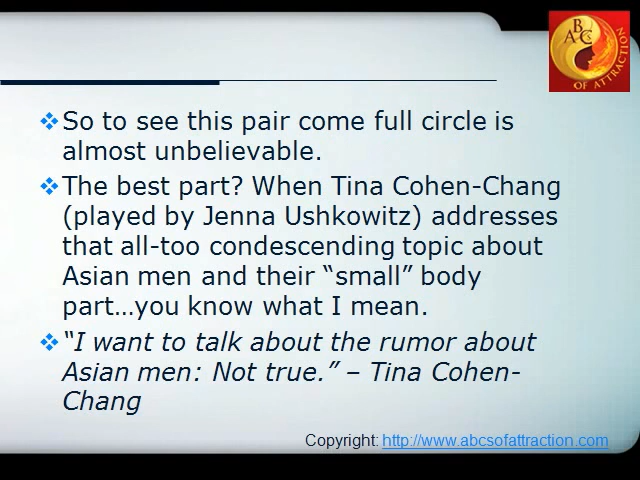 ABCs
OF ATTRACTION
So to see this pair come full circle is
almost unbelievable.
The best part? When Tina Cohen-Chang
(played by Jenna Ushkowitz) addresses
that all-too condescending topic about
Asian men and their “small” body
part…you know what I mean.
“I want to talk about the rumor about
Asian men: Not true.” – Tina Cohen-
Chang
Copyright: http://www.abcsofattraction.com